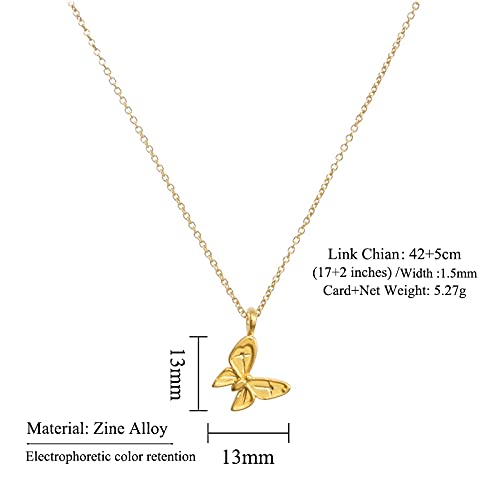 Link Chian: 42+5cm
(17+2 inches) /Width :1.5mm
Card+Net Weight: 5.27g
13mm
Material: Zinc Alloy
Electrophoretic color retention
13mm